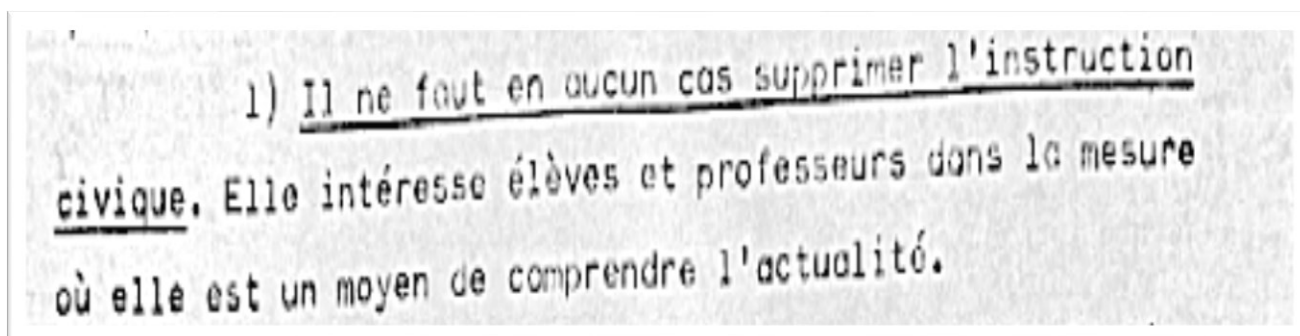 1) Il ne faut en aucun cas supprimer l'instruction
civique. Elle intéresse élèves et professeurs dans la mesure
où elle est un moyen de comprendre l'actualité.